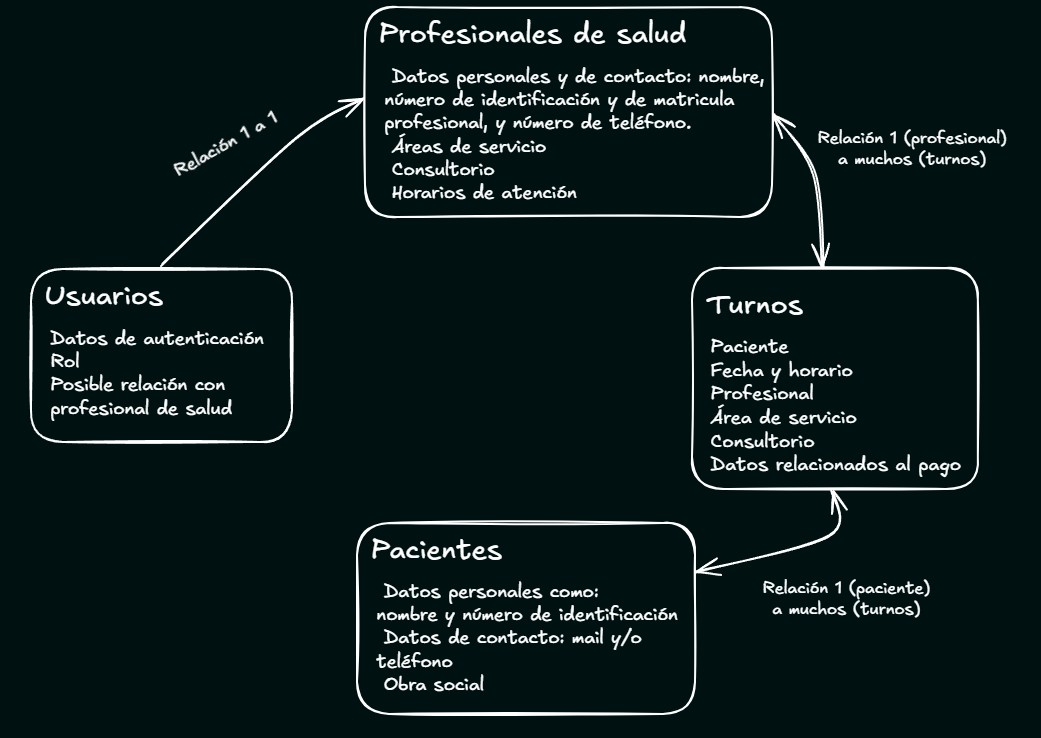 Profesionales de salud
Datos personales y de contacto: nombre,
número de identificación y de matricula
profesional, y número de teléfono.
Áreas de servicio
Consultorio
Horarios de atención
Relación 1 a 1
Relación 1 (profesional)
a muchos (turnos)
Usuarios
Datos de autenticación
Rol
Posible relación con
profesional de salud
Turnos
Paciente
Fecha y horario
Profesional
Área de servicio
Consultorio
Datos relacionados al pago
Pacientes
Datos personales como:
nombre y número de identificación
Datos de contacto: mail y/o
teléfono
Obra social
Relación 1 (paciente)
a muchos (turnos)